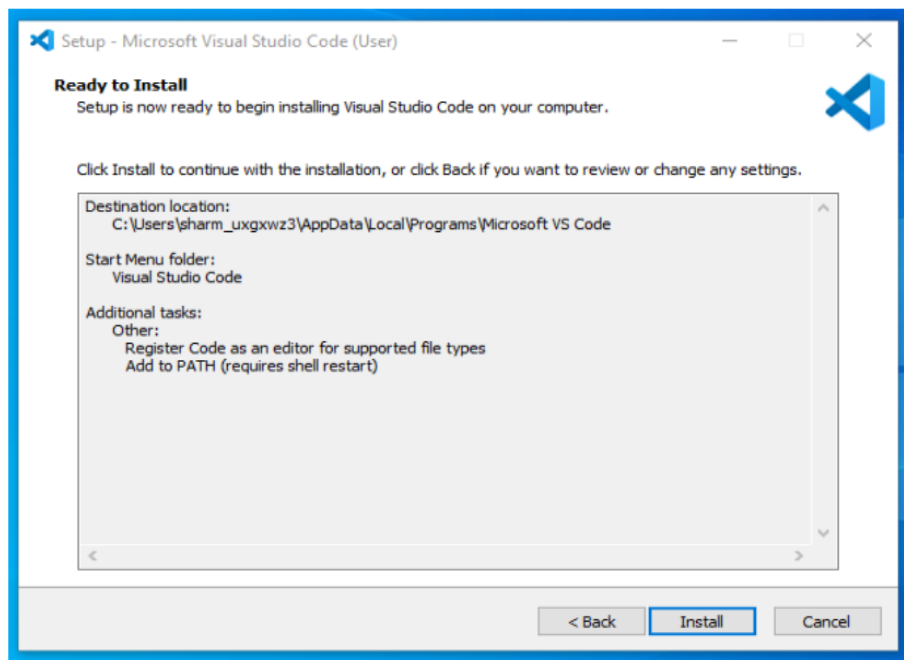 Setup - Microsoft Visual Studio Code (User)
Ready to Install
Setup is now ready to begin installing Visual Studio Code on your computer.
Click Install to continue with the installation, or click Back if you want to review or change any settings.
Destination location:
C:\Users\sharm_uxgxwz3\AppData\Local\Programs\Microsoft VS Code
Start Menu folder:
Visual Studio Code
Additional tasks:
Other:
Register Code as an editor for supported file types
Add to PATH (requires shell restart)
< Back Install Cancel